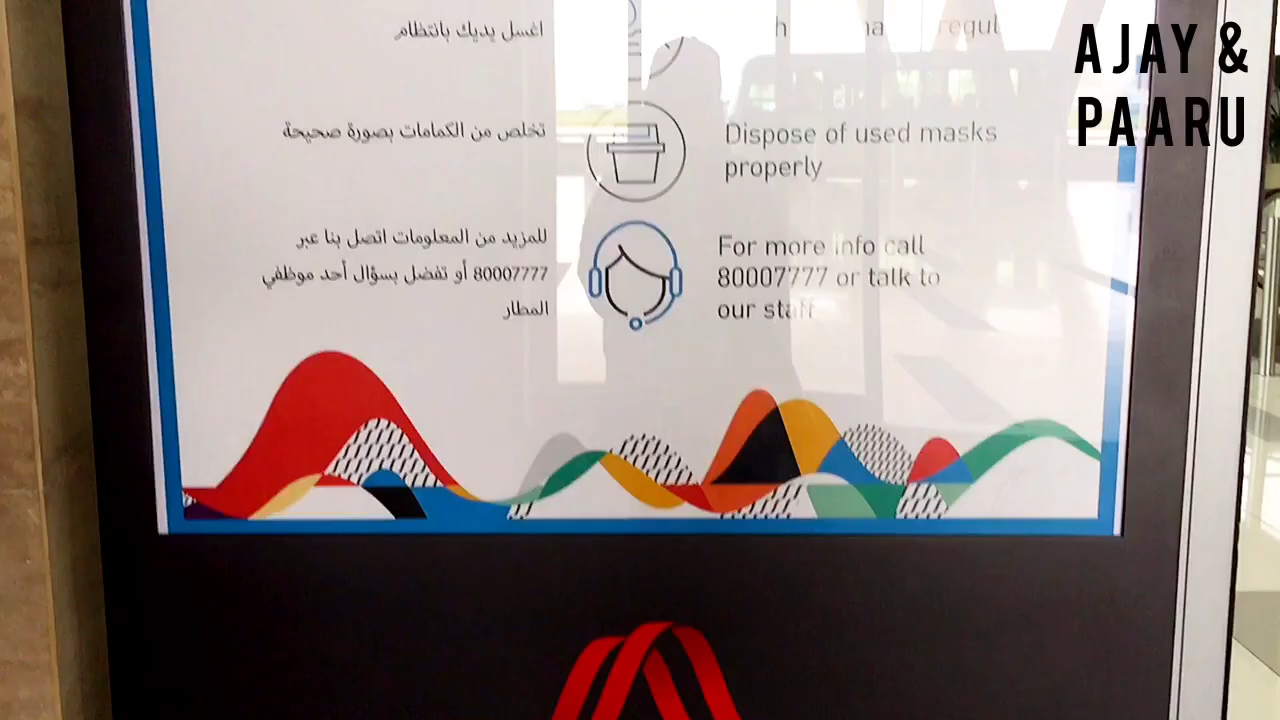 اغسل يديك بانتظام
تخلص من الكمامات بصورة صحيحة
Dispose of used masks
properly
للمزيد من المعلومات اتصل بنا عبر
80007777 أو تفضل بسؤال أحد موظفي
المطار
For more info call
80007777 or talk to
our staff
AJAY &
PAARU